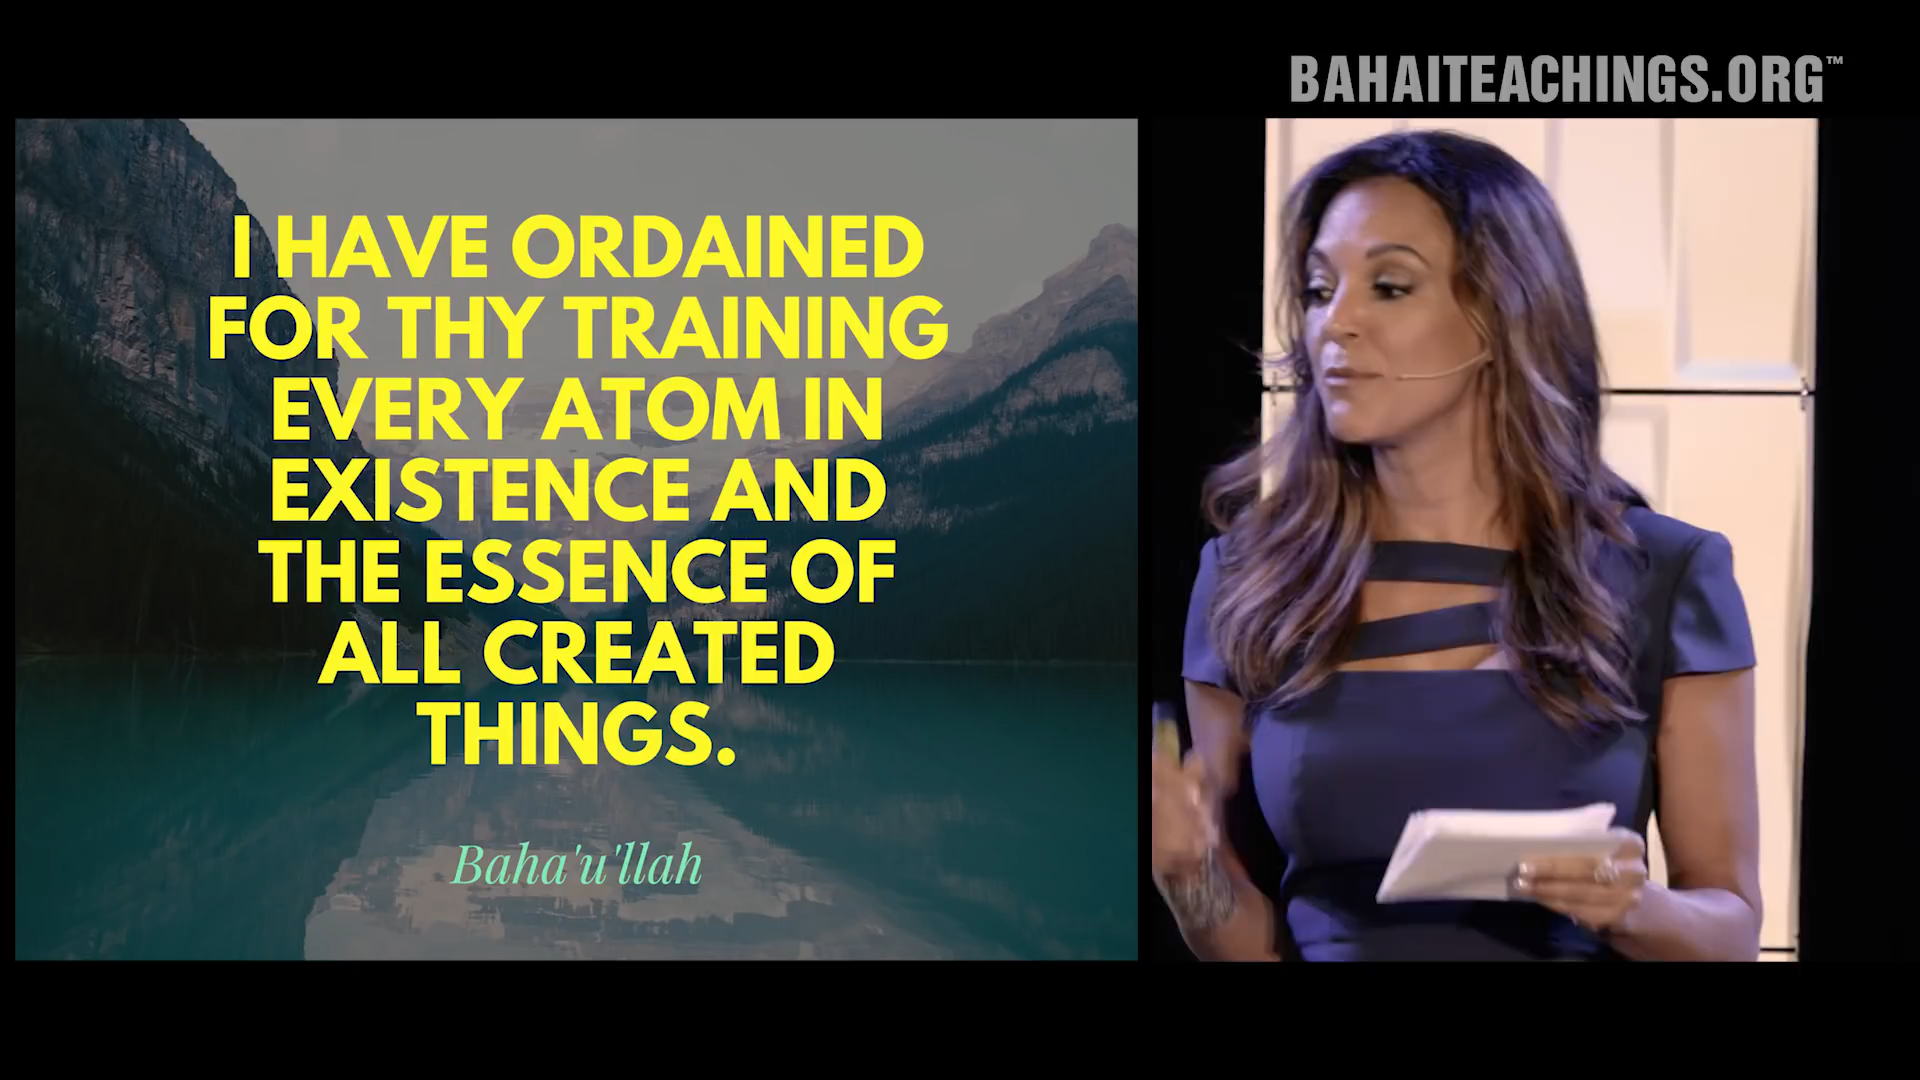 BAHAITEACHINGS.ORG™
I HAVE ORDAINED
FOR THY TRAINING
EVERY ATOM IN
EXISTENCE AND
THE ESSENCE OF
ALL CREATED
THINGS.
Baha'u'llah